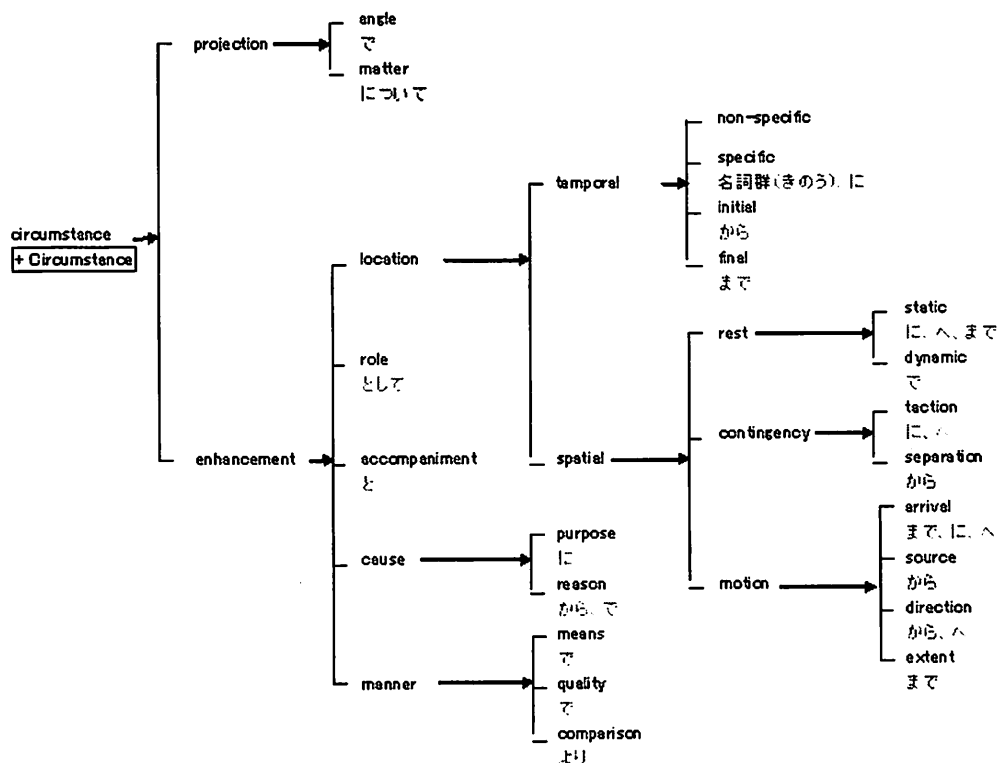 circumstance
+ Circumstance
projection
angle
で
matter
について
enhancement
location
temporal
non-specific
specific
名詞群(きのう)、に
initial
から
final
まで
spatial
rest
static
に、へ、まで
dynamic
で
contingency
taction
に、へ
separation
から
motion
arrival
まで、に、へ
source
から
direction
から、へ
extent
まで
role
として
accompaniment
と
cause
purpose
に
reason
から、で
manner
means
で
quality
で
comparison
より